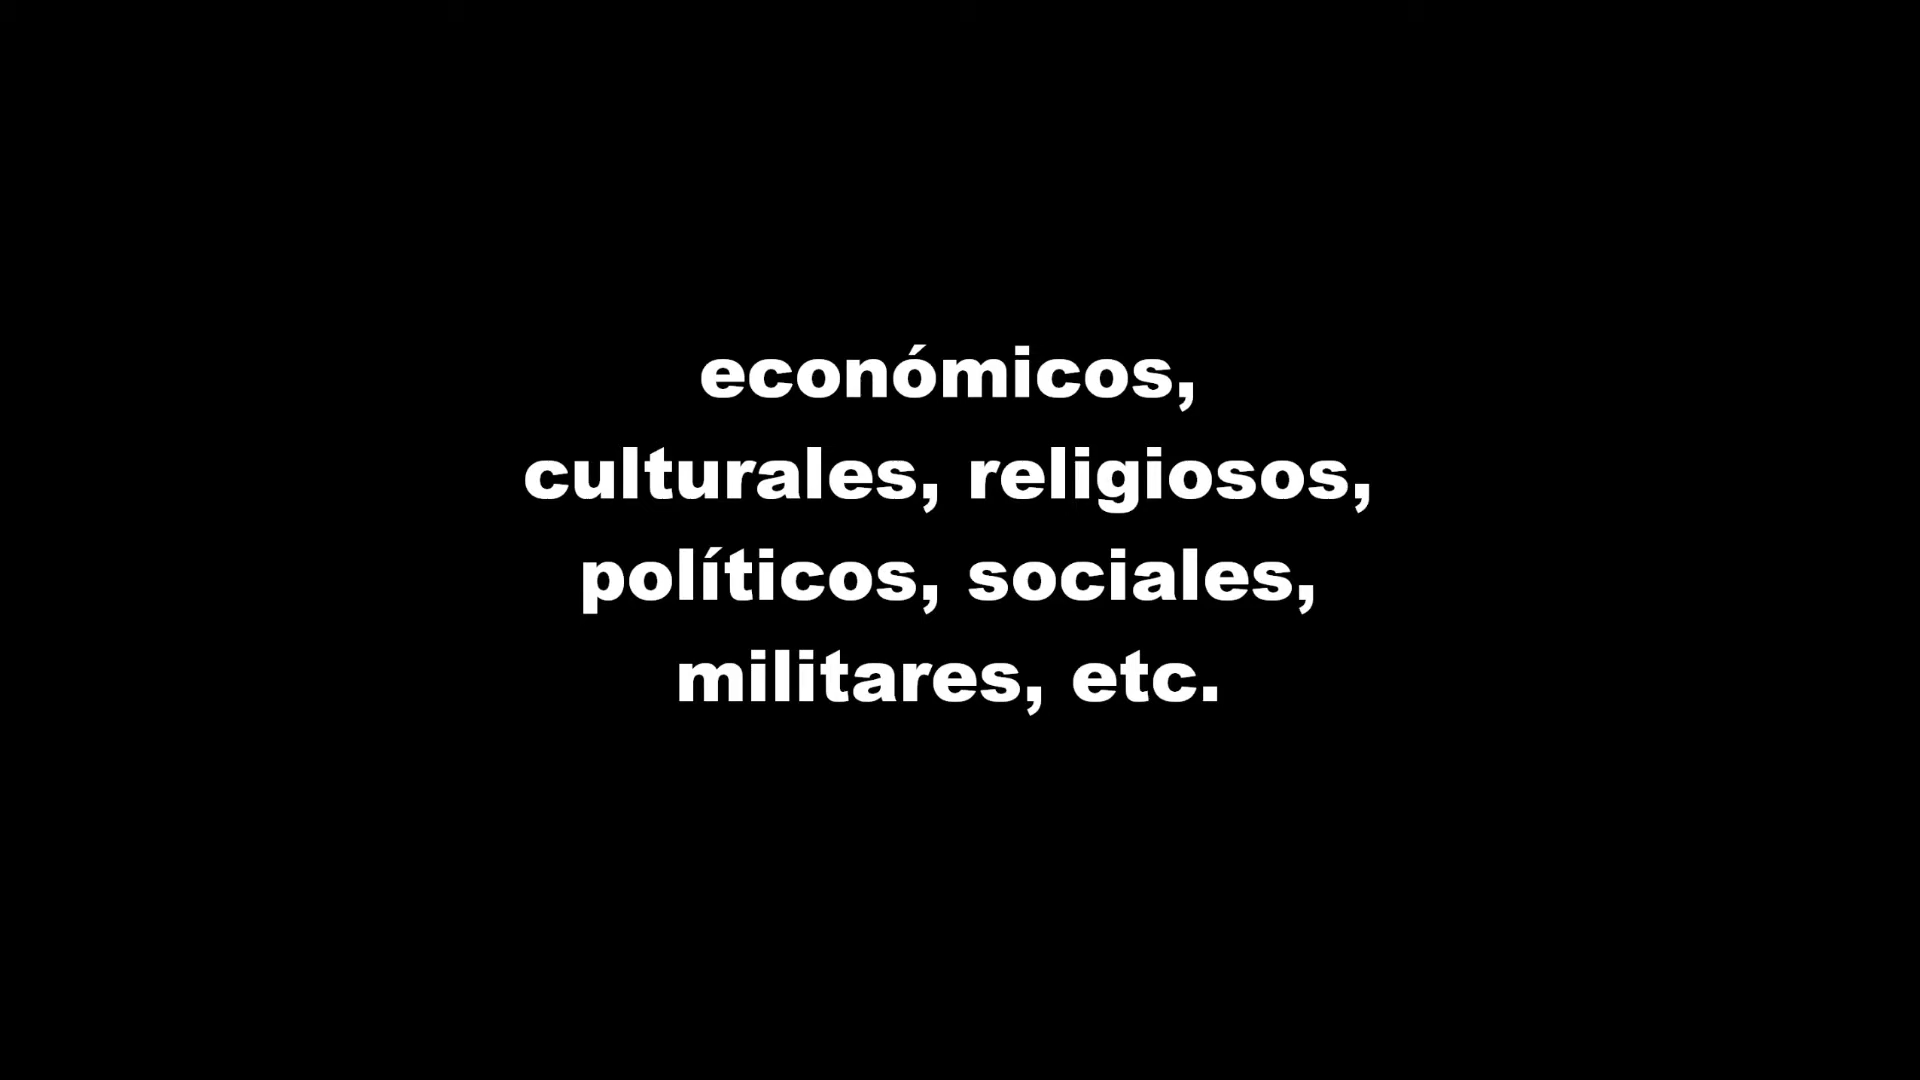 económicos,
culturales, religiosos,
políticos, sociales,
militares, etc.